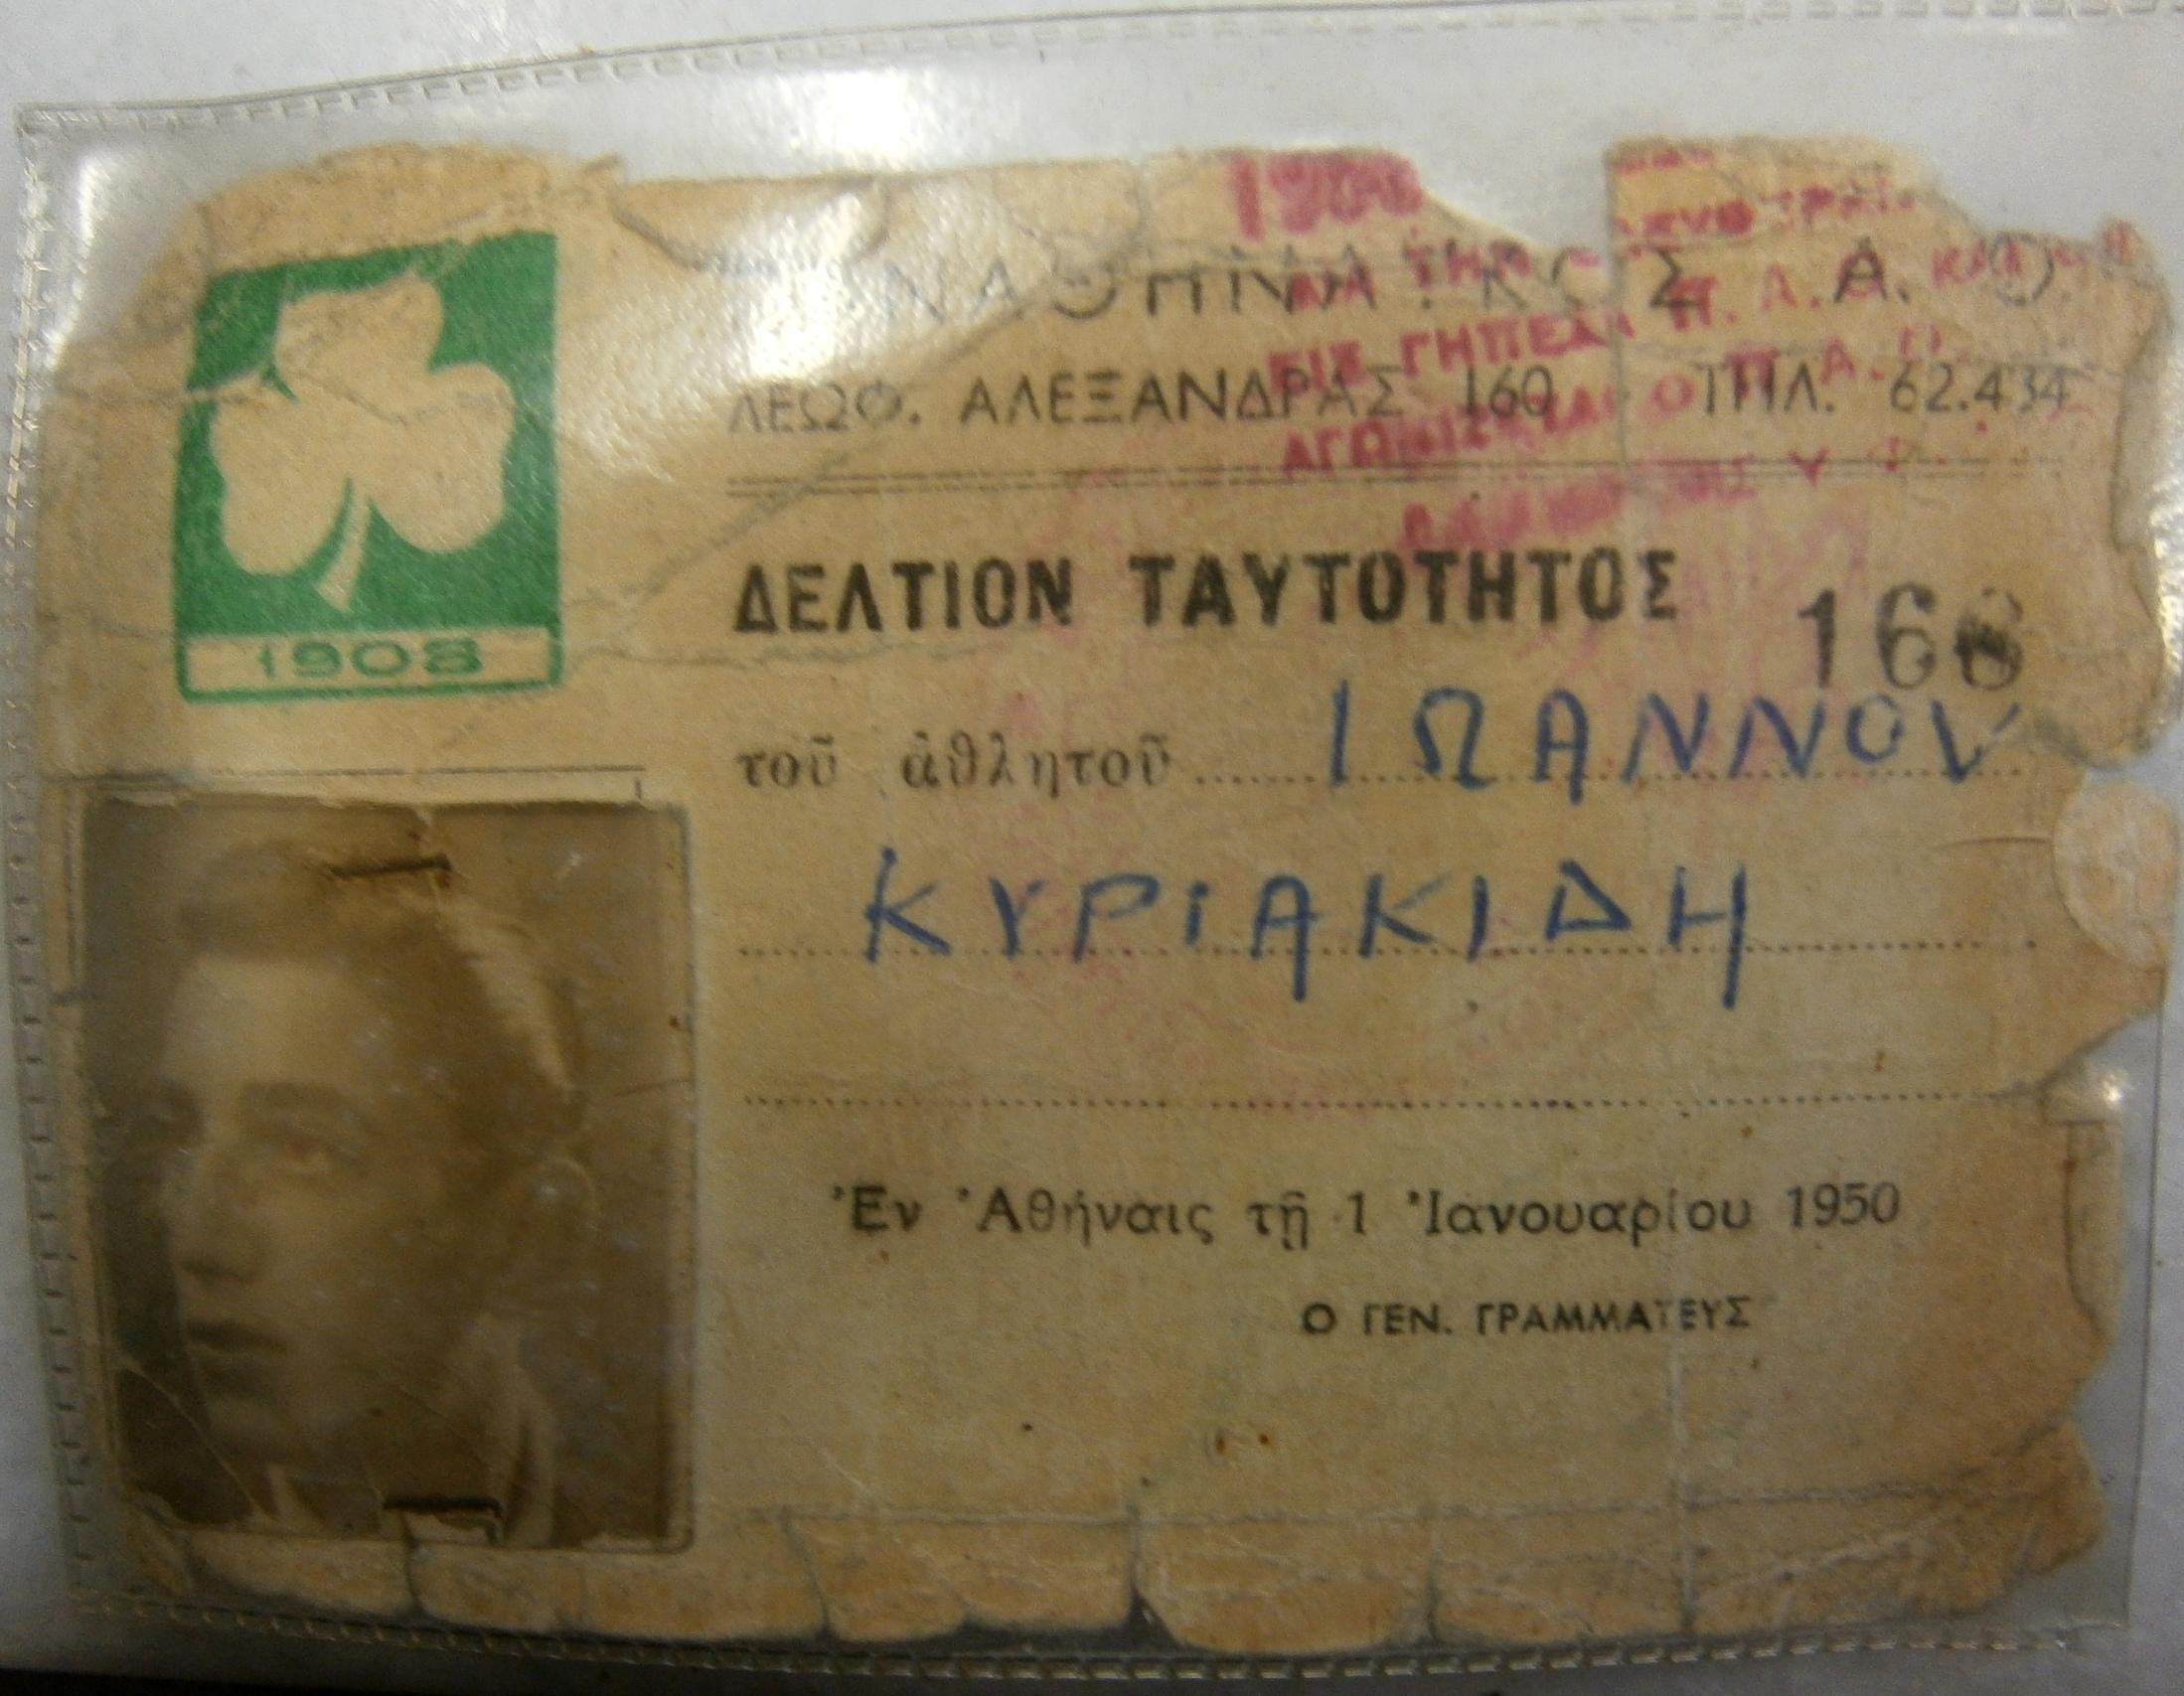 1908
ΠΑΝΑΘΗΝΑΪΚΟΣ Α. Ο.
ΛΕΩΦ. ΑΛΕΞΑΝΔΡΑΣ 160 ΤΗΛ. 62.434
ΔΕΛΤΙΟΝ ΤΑΥΤΟΤΗΤΟΣ
τοῦ ἀθλητοῦ ΙΩΑΝΝΟΥ
ΚΥΡΙΑΚΙΔΗ
Ἐν Ἀθήναις τῇ 1 Ἰανουαρίου 1950
Ο ΓΕΝ. ΓΡΑΜΜΑΤΕΥΣ